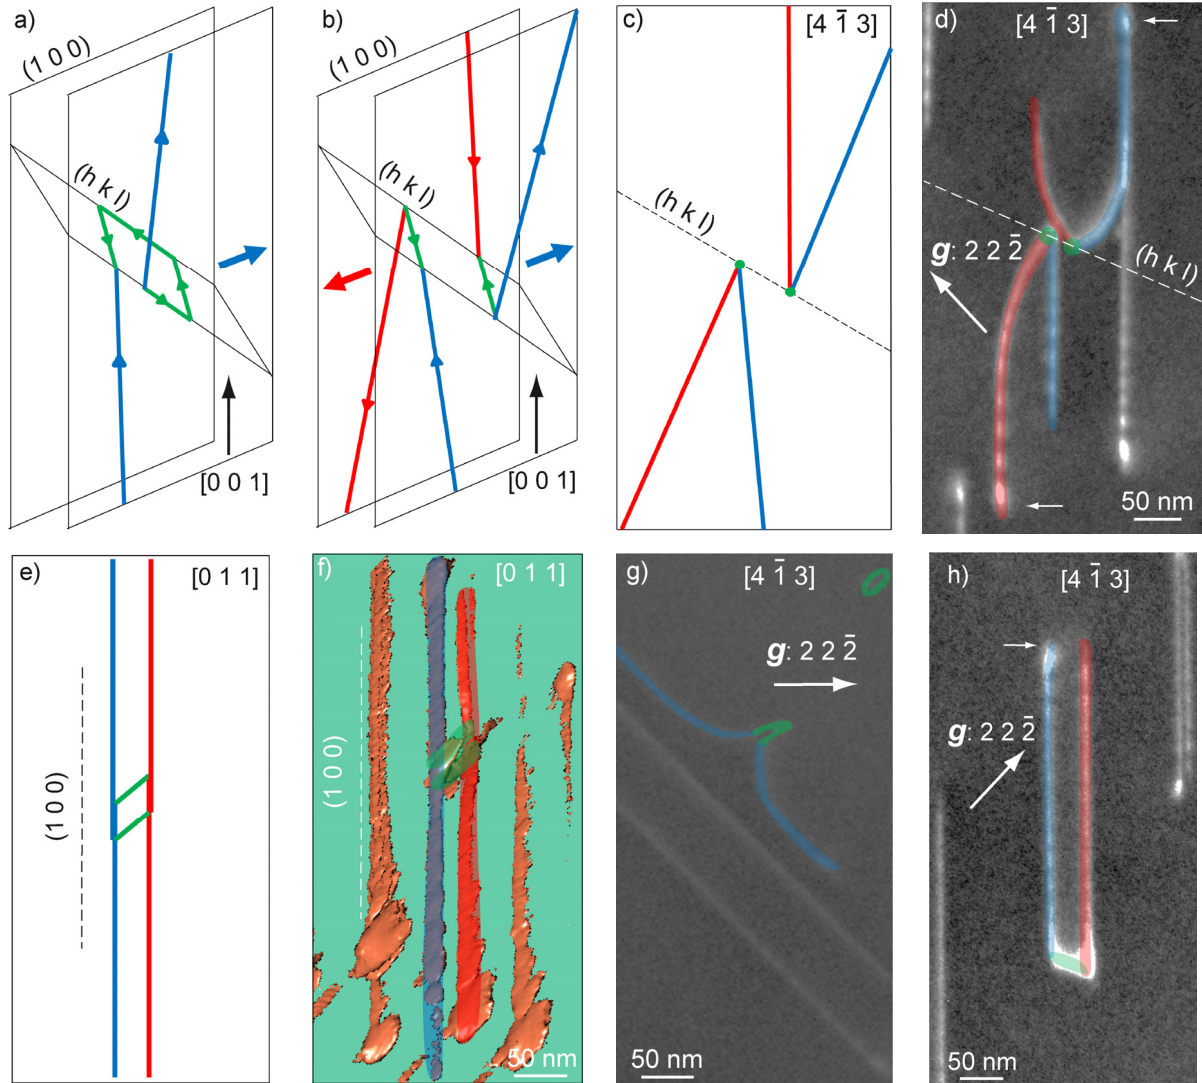 a)
(1 0 0)
(h k l)
[0 0 1]
b)
(1 0 0)
(h k l)
[0 0 1]
c)
[4 1̅ 3]
(h k l)
d)
[4 1̅ 3]
g: 2 2 2̅
(h k l)
50 nm
e)
[0 1 1]
(1 0 0)
f)
[0 1 1]
(1 0 0)
50 nm
g)
[4 1̅ 3]
g: 2 2 2̅
50 nm
h)
[4 1̅ 3]
g: 2 2 2̅
50 nm